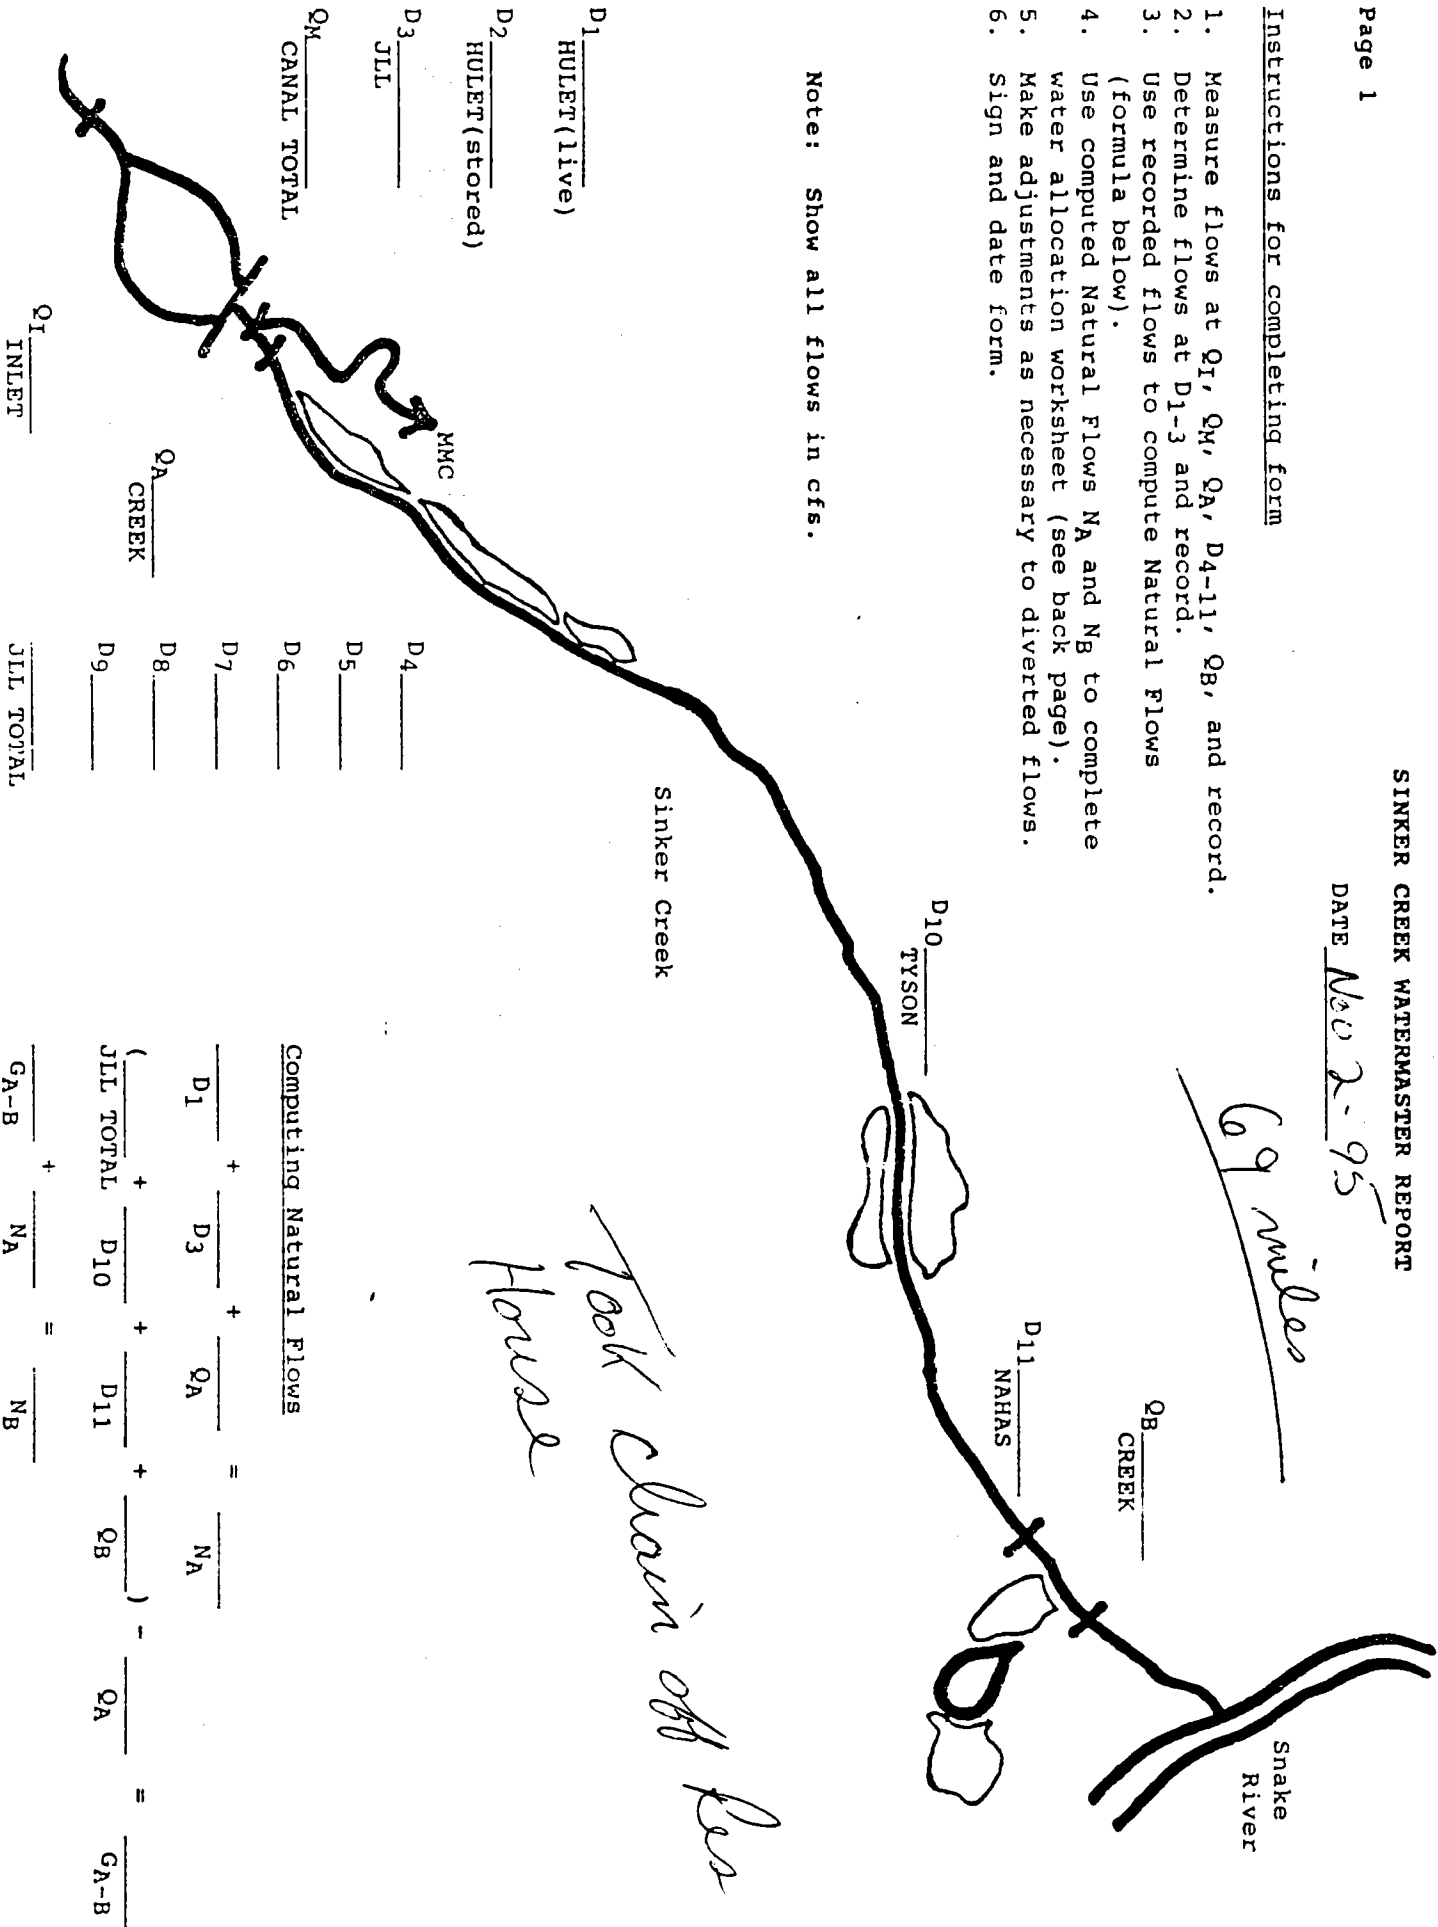 Page 1
SINKER CREEK WATERMASTER REPORT
DATE Nov 2-95
69 miles
Instructions for completing form
1. Measure flows at QI, QM, QA, D4-11, QB, and record.
2. Determine flows at D1-3 and record.
3. Use recorded flows to compute Natural Flows
(formula below).
4. Use computed Natural Flows NA and NB to complete
water allocation worksheet (see back page).
5. Make adjustments as necessary to diverted flows.
6. Sign and date form.
Note: Show all flows in cfs.
Snake
River
QB
CREEK
D11
NAHAS
D10
TYSON
D1
HULET(live)
D2
HULET(stored)
D3
JLL
QM
CANAL TOTAL
MMC
Sinker Creek
Took chain off Res
House
QI
INLET
QA
CREEK
D4
D5
D6
D7
D8
D9
JLL TOTAL
Computing Natural Flows
D1 + D3 + QA = NA
(JLL TOTAL + D10 + D11 + QB) - QA = GA-B
GA-B + NA = NB